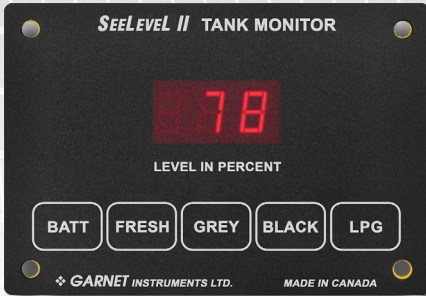 SEELEVEL II TANK MONITOR
78
LEVEL IN PERCENT
BATT FRESH GREY BLACK LPG
GARNET INSTRUMENTS LTD. MADE IN CANADA